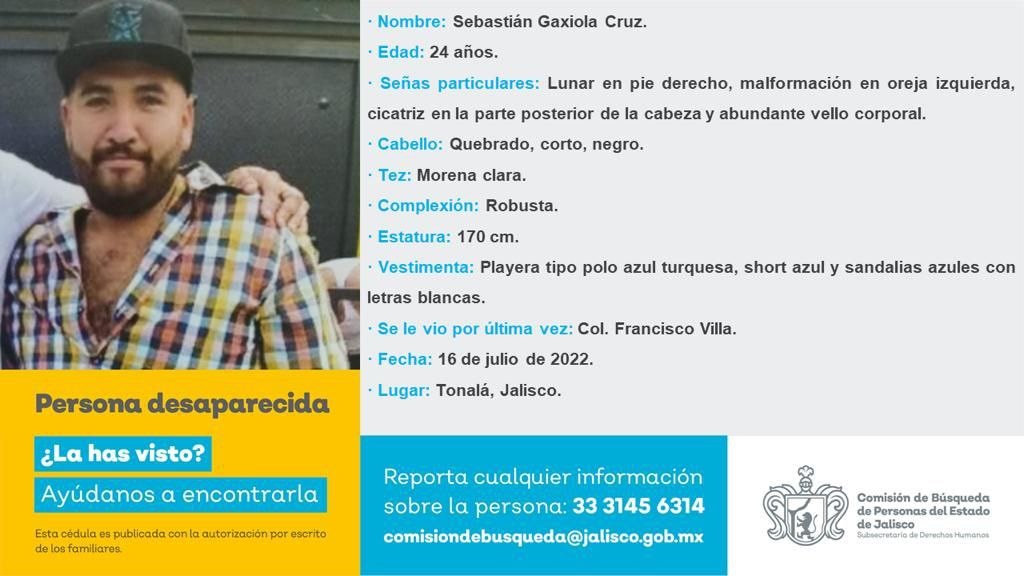 · Nombre: Sebastián Gaxiola Cruz.
· Edad: 24 años.
· Señas particulares: Lunar en pie derecho, malformación en oreja izquierda,
cicatriz en la parte posterior de la cabeza y abundante vello corporal.
· Cabello: Quebrado, corto, negro.
· Tez: Morena clara.
· Complexión: Robusta.
· Estatura: 170 cm.
· Vestimenta: Playera tipo polo azul turquesa, short azul y sandalias azules con
letras blancas.
· Se le vio por última vez: Col. Francisco Villa.
· Fecha: 16 de julio de 2022.
· Lugar: Tonalá, Jalisco.
Persona desaparecida
¿La has visto?
Ayúdanos a encontrarla
Esta cédula es publicada con la autorización por escrito
de los familiares.
Reporta cualquier información
sobre la persona: 33 3145 6314
comisiondebusqueda@jalisco.gob.mx
Comisión de Búsqueda
de Personas del Estado
de Jalisco
Subsecretaría de Derechos Humanos